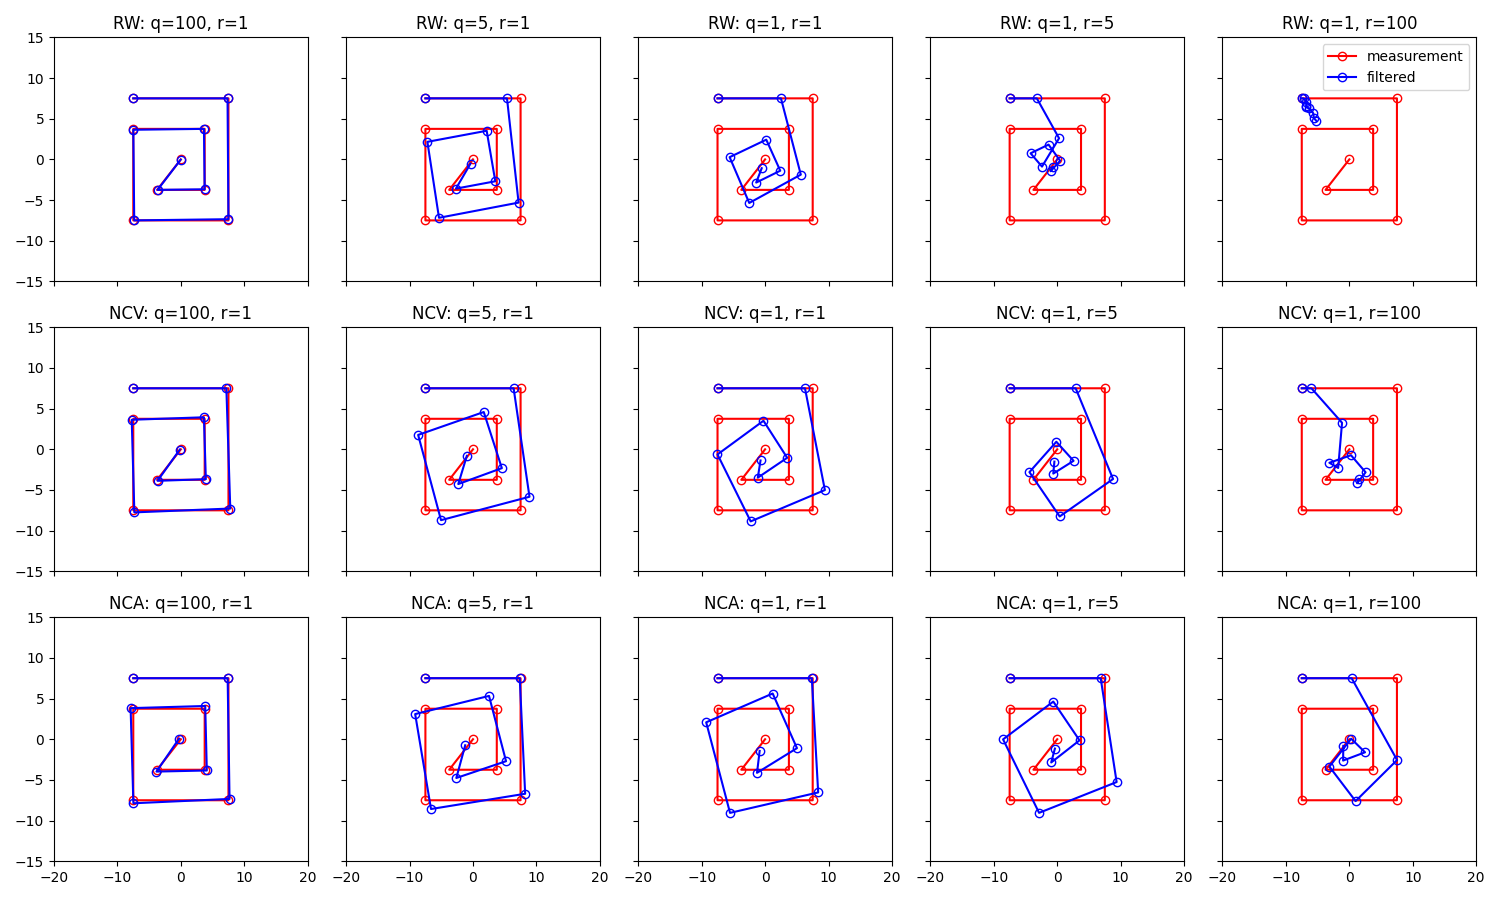 RW: q=100, r=1
RW: q=5, r=1
RW: q=1, r=1
RW: q=1, r=5
RW: q=1, r=100
15
10
5
0
−5
−10
−15
measurement
filtered
NCV: q=100, r=1
NCV: q=5, r=1
NCV: q=1, r=1
NCV: q=1, r=5
NCV: q=1, r=100
15
10
5
0
−5
−10
−15
NCA: q=100, r=1
NCA: q=5, r=1
NCA: q=1, r=1
NCA: q=1, r=5
NCA: q=1, r=100
15
10
5
0
−5
−10
−15
−20 −10 0 10 20
−20 −10 0 10 20
−20 −10 0 10 20
−20 −10 0 10 20
−20 −10 0 10 20